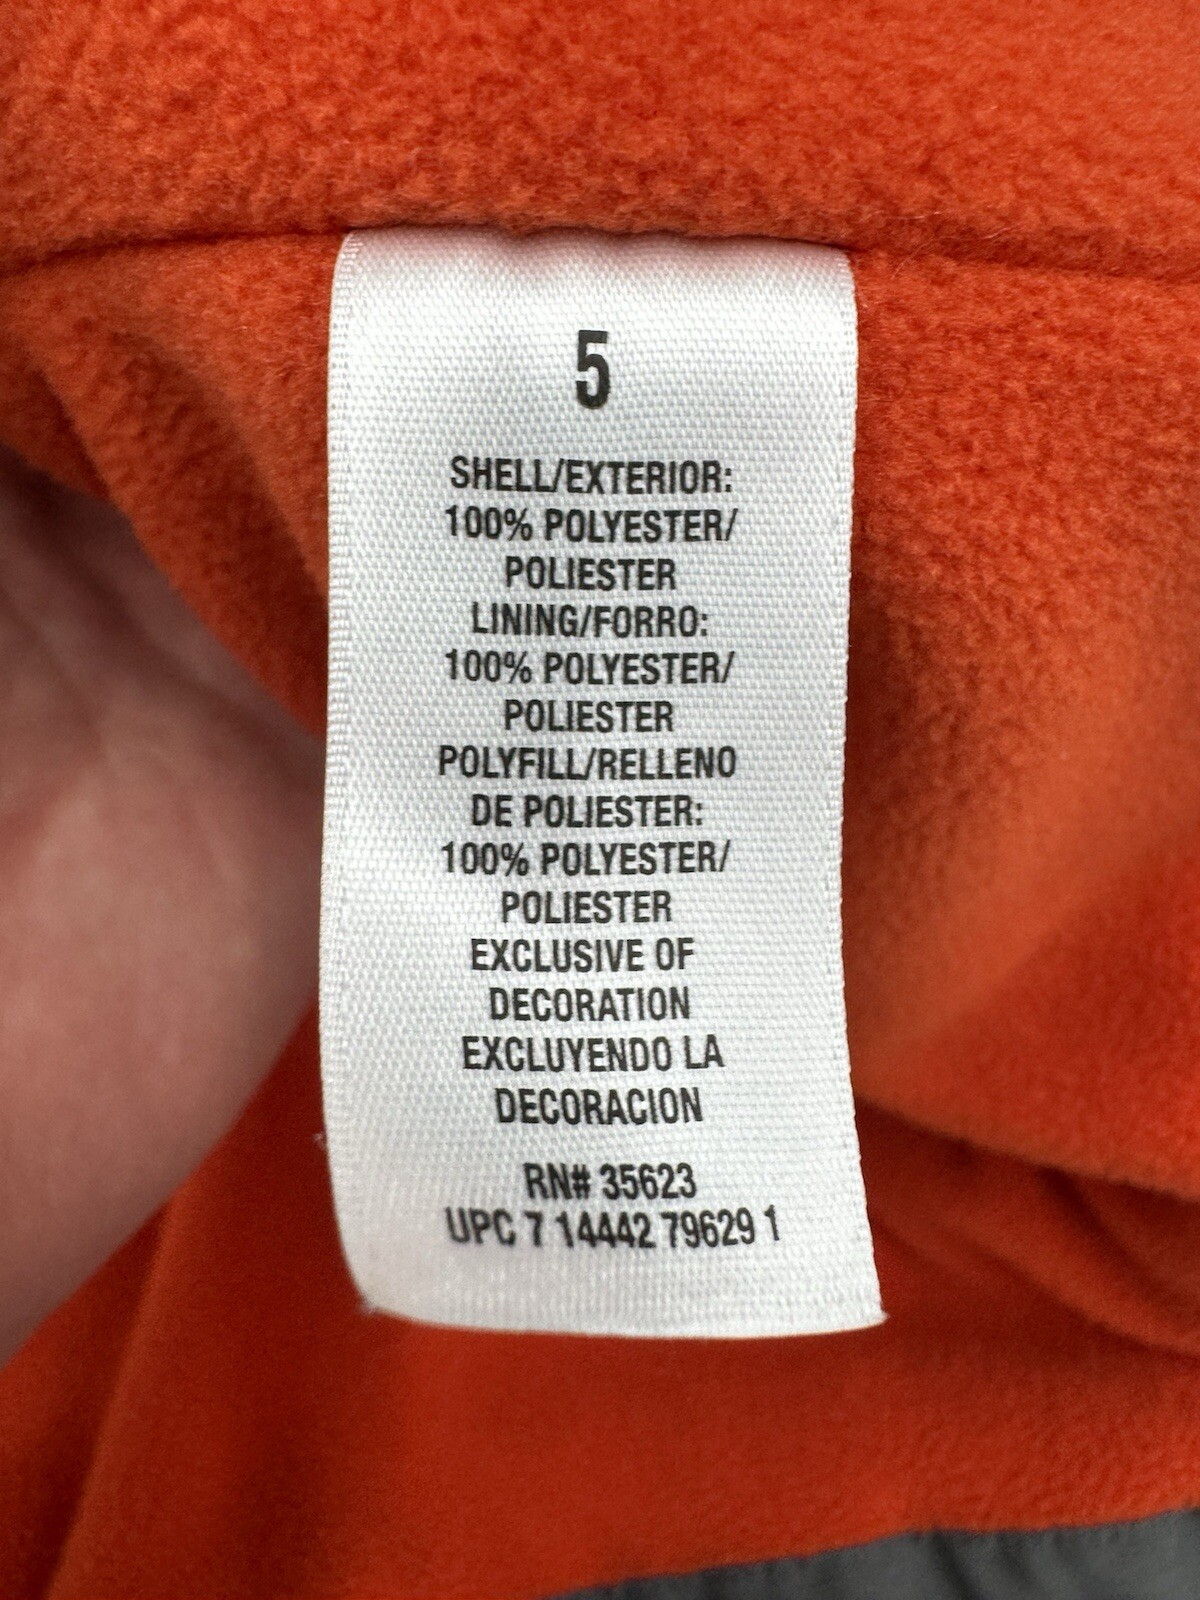 5
SHELL/EXTERIOR:
100% POLYESTER/
POLIESTER
LINING/FORRO:
100% POLYESTER/
POLIESTER
POLYFILL/RELLENO
DE POLIESTER:
100% POLYESTER/
POLIESTER
EXCLUSIVE OF
DECORATION
EXCLUYENDO LA
DECORACION
RN# 35623
UPC 7 14442 79629 1